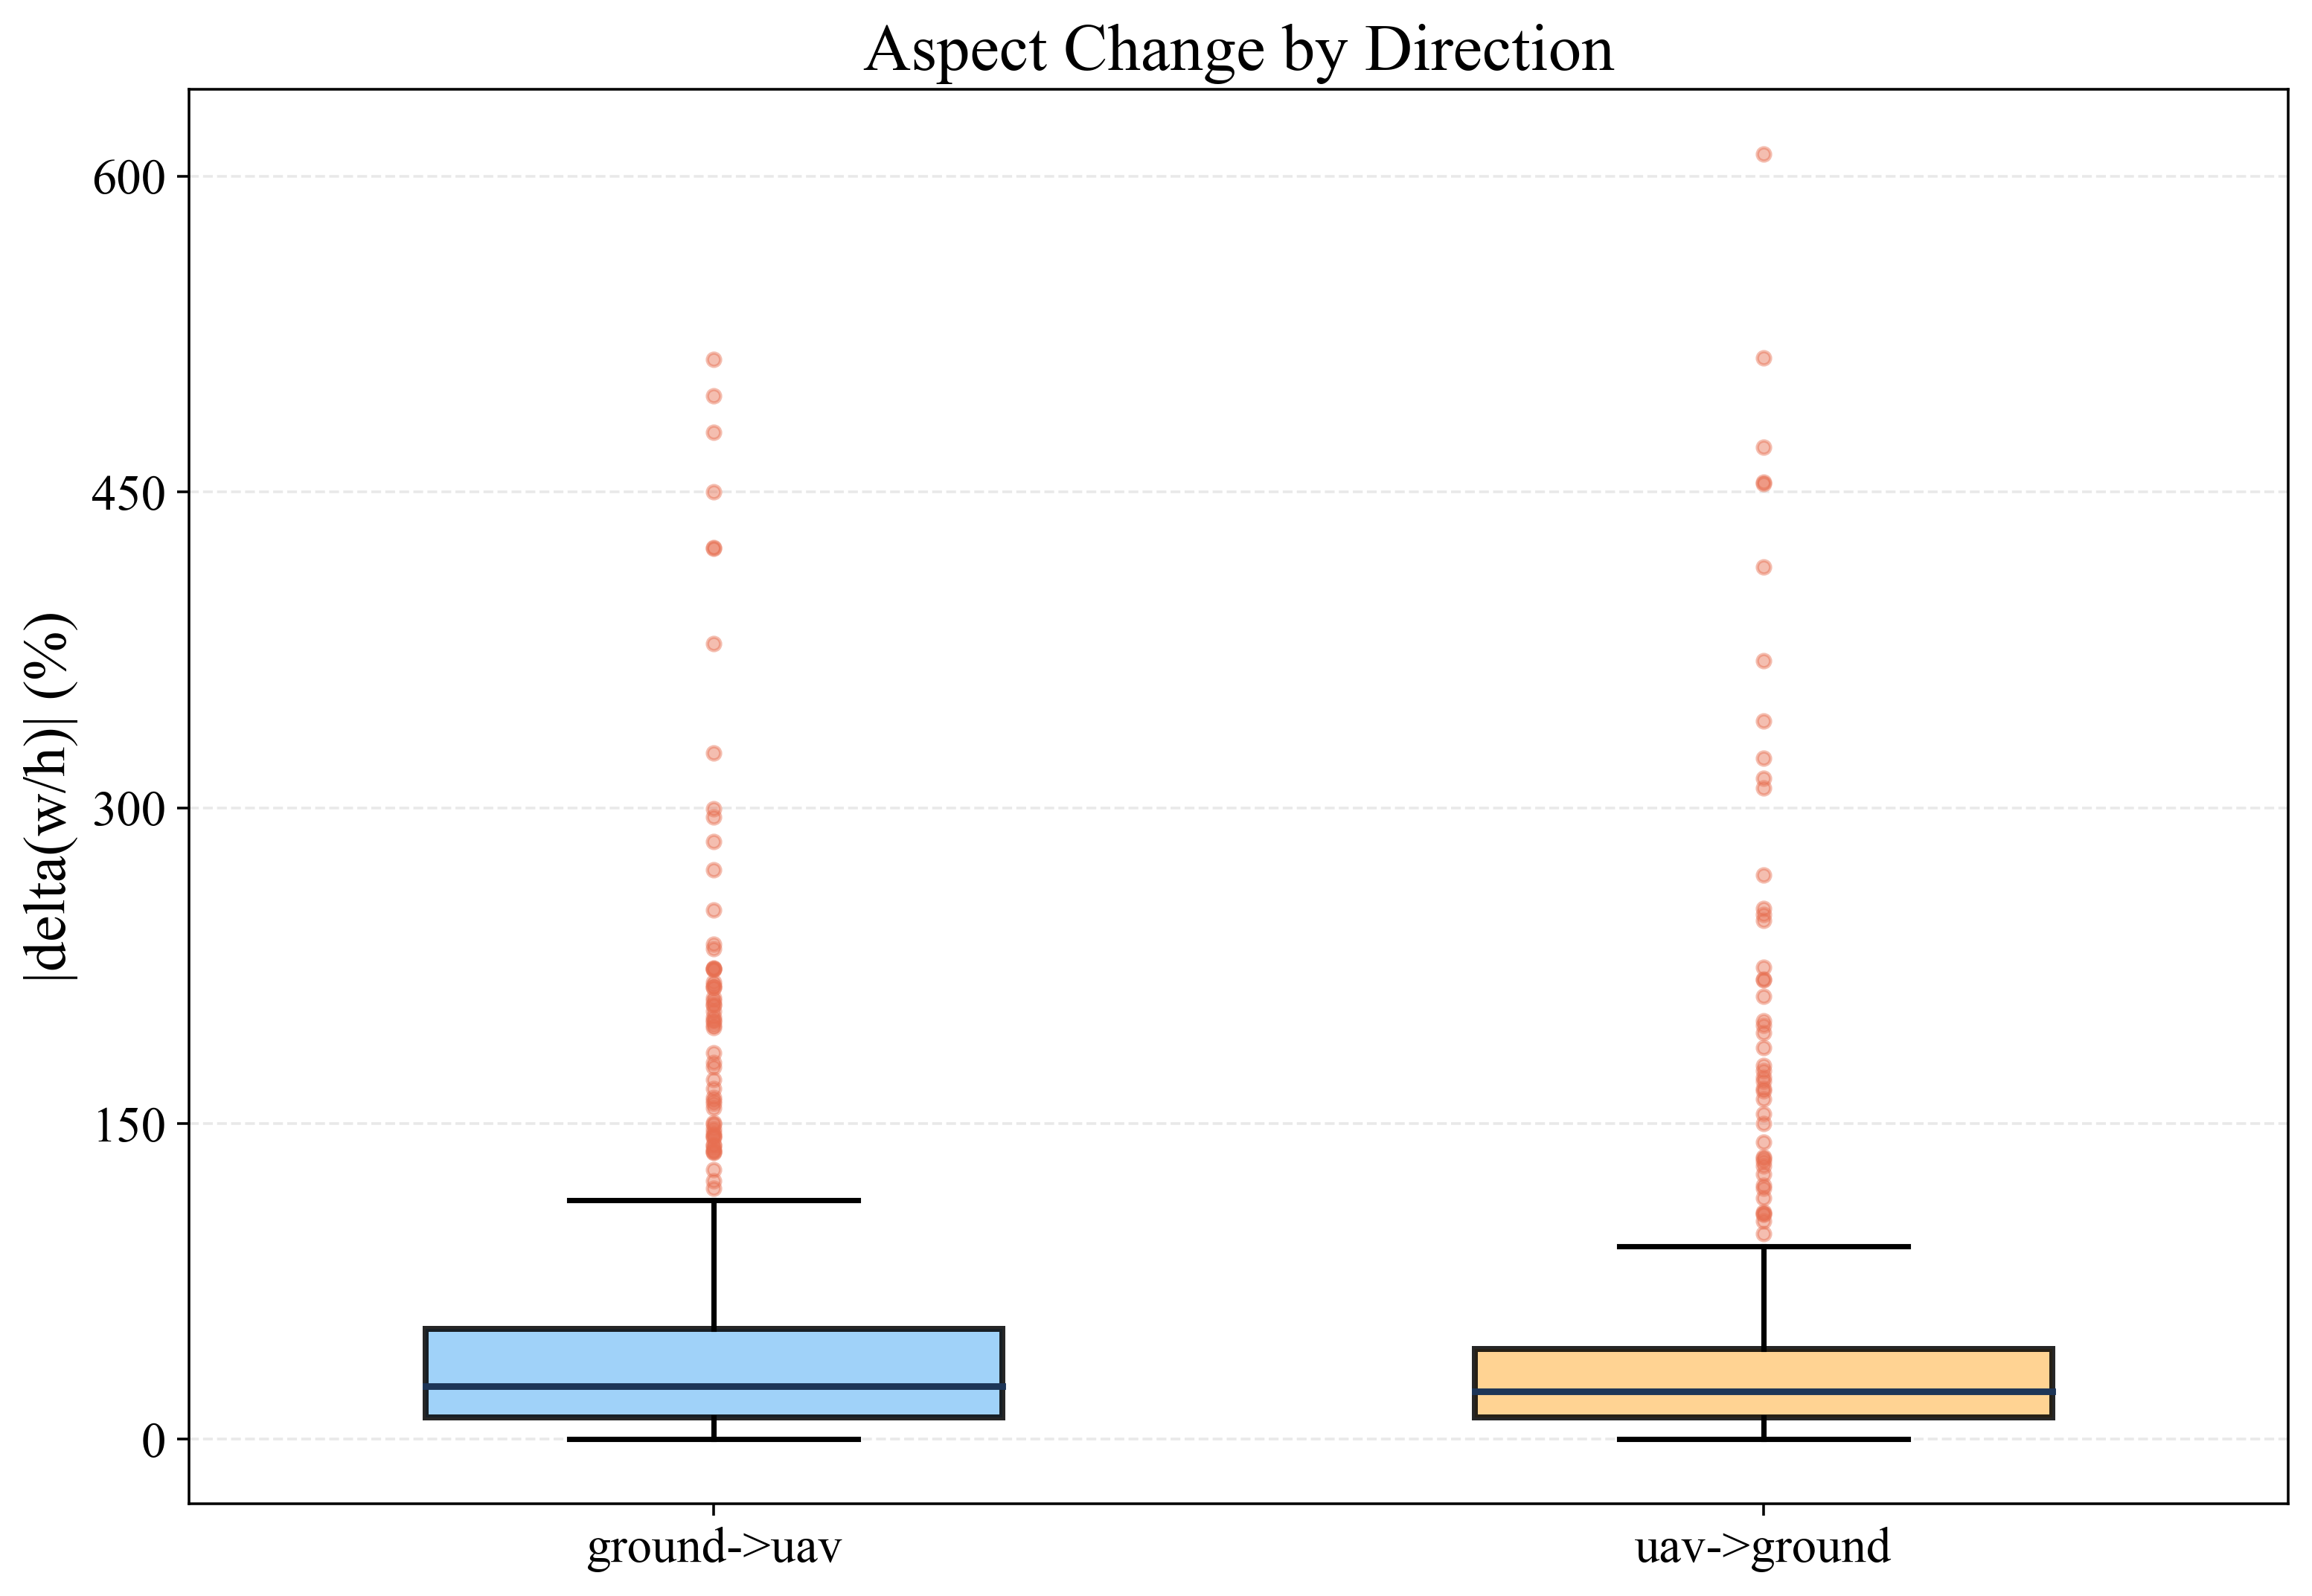 Aspect Change by Direction
|delta(w/h)| (%)
600
450
300
150
0
ground->uav
uav->ground